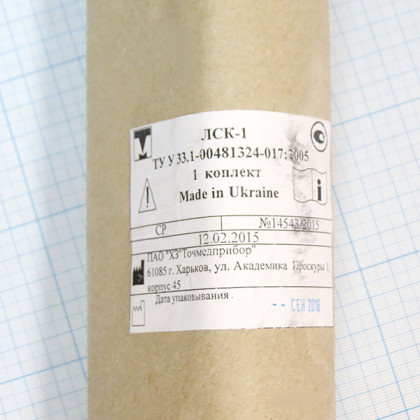 ЛСК-1
ТУ У 33.1-00481324-017:2005
1 коплект
Made in Ukraine
СР №14543/2015
12.02.2015
ПАО "ХЗ"Точмедприбор"
61085 г. Харьков, ул. Академика Проскуры 1,
корпус 45
Дата упаковывания
-- СЕН 2016